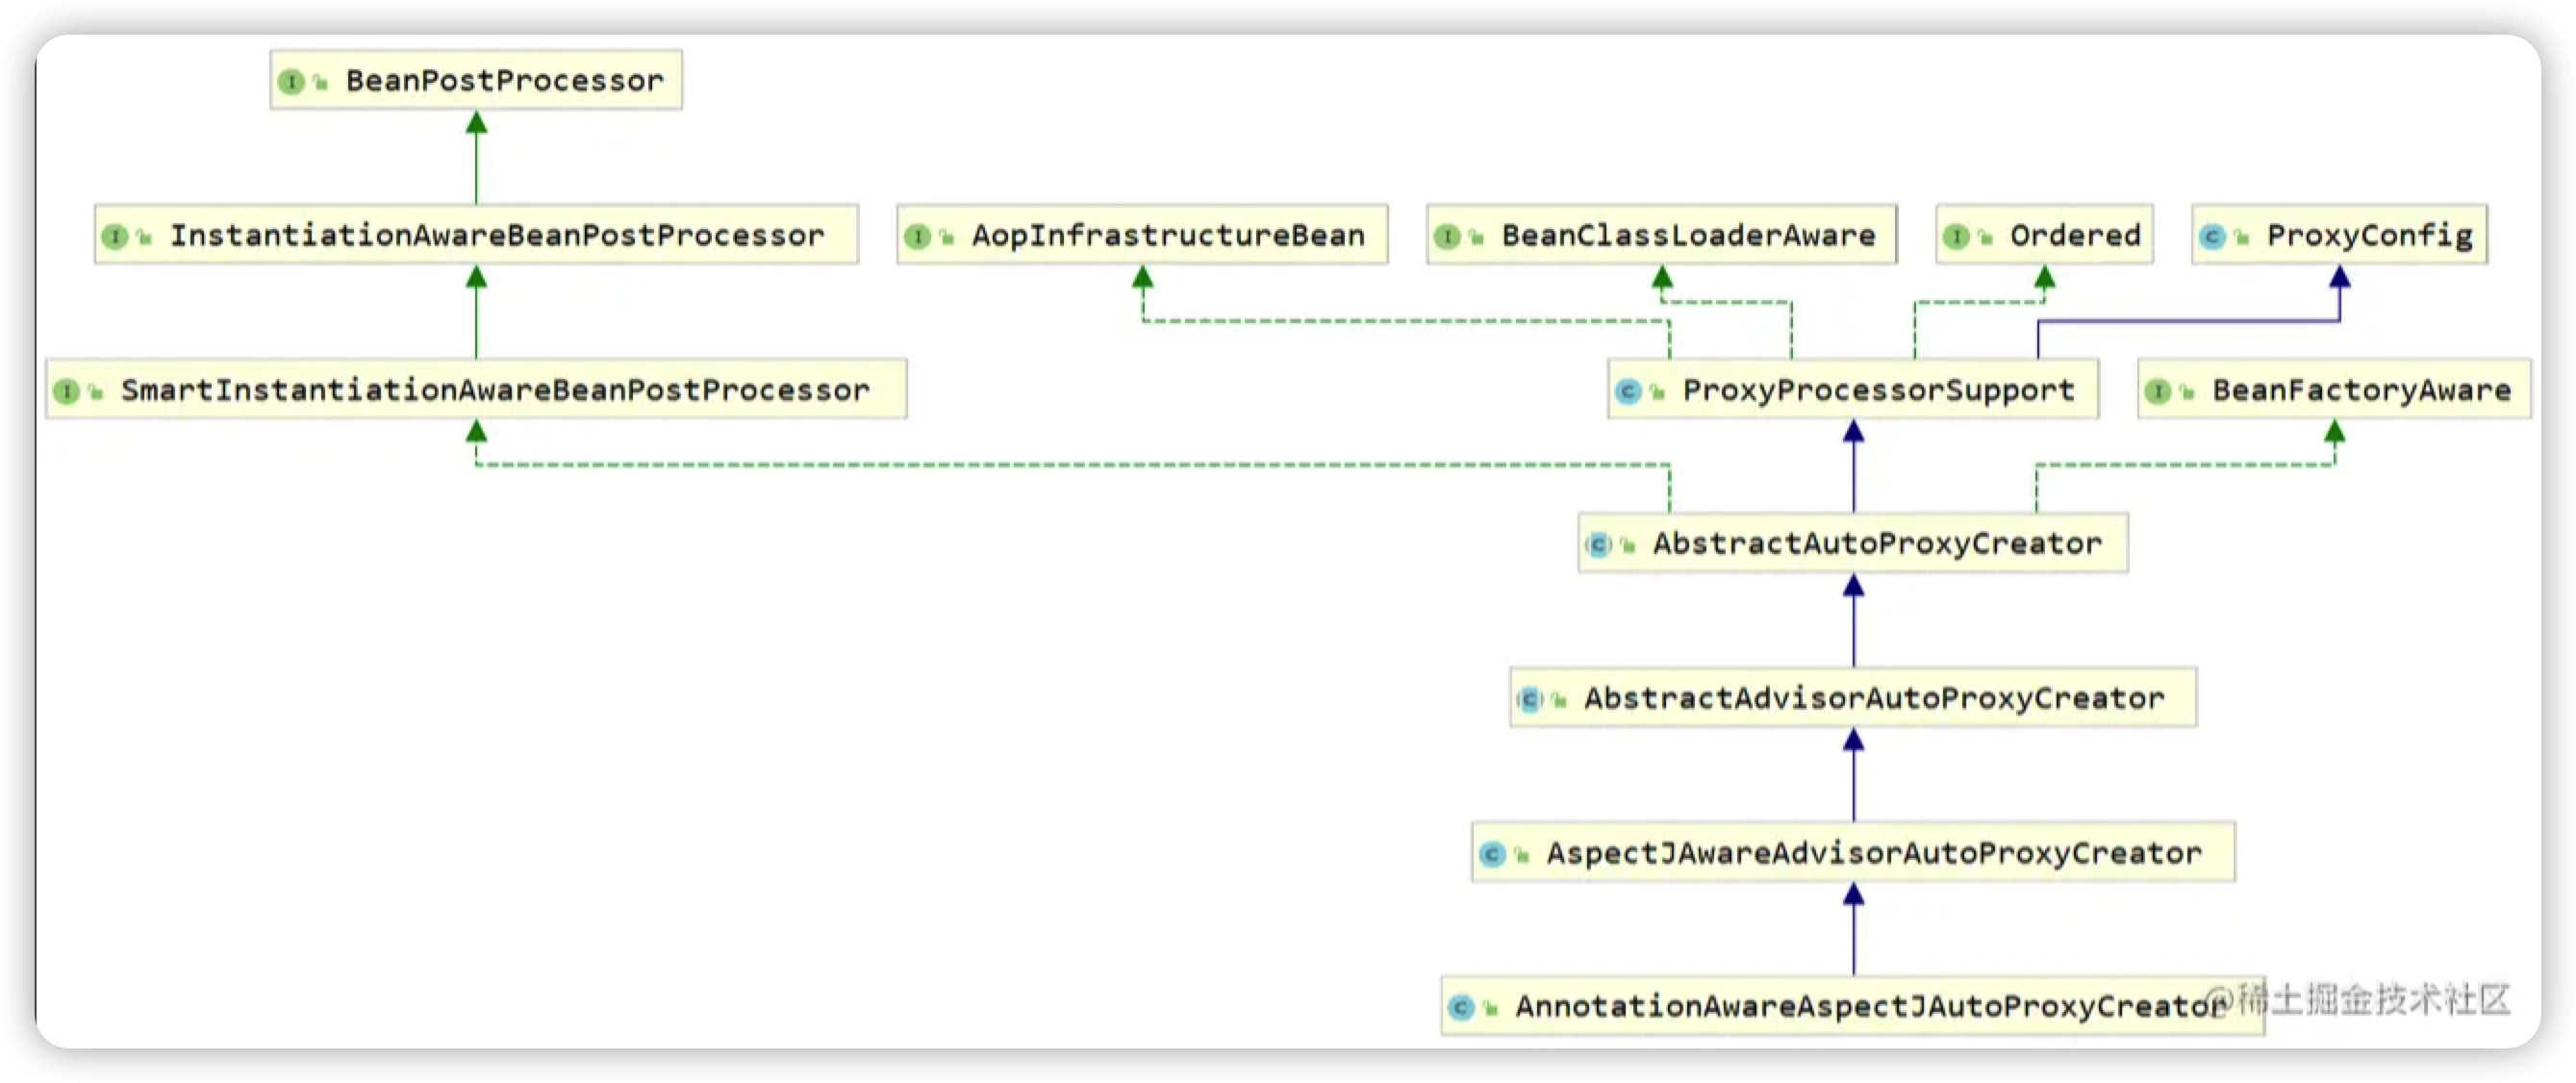 BeanPostProcessor
InstantiationAwareBeanPostProcessor
AopInfrastructureBean
BeanClassLoaderAware
Ordered
ProxyConfig
SmartInstantiationAwareBeanPostProcessor
ProxyProcessorSupport
BeanFactoryAware
AbstractAutoProxyCreator
AbstractAdvisorAutoProxyCreator
AspectJAwareAdvisorAutoProxyCreator
AnnotationAwareAspectJAutoProxyCreator
@稀土掘金技术社区